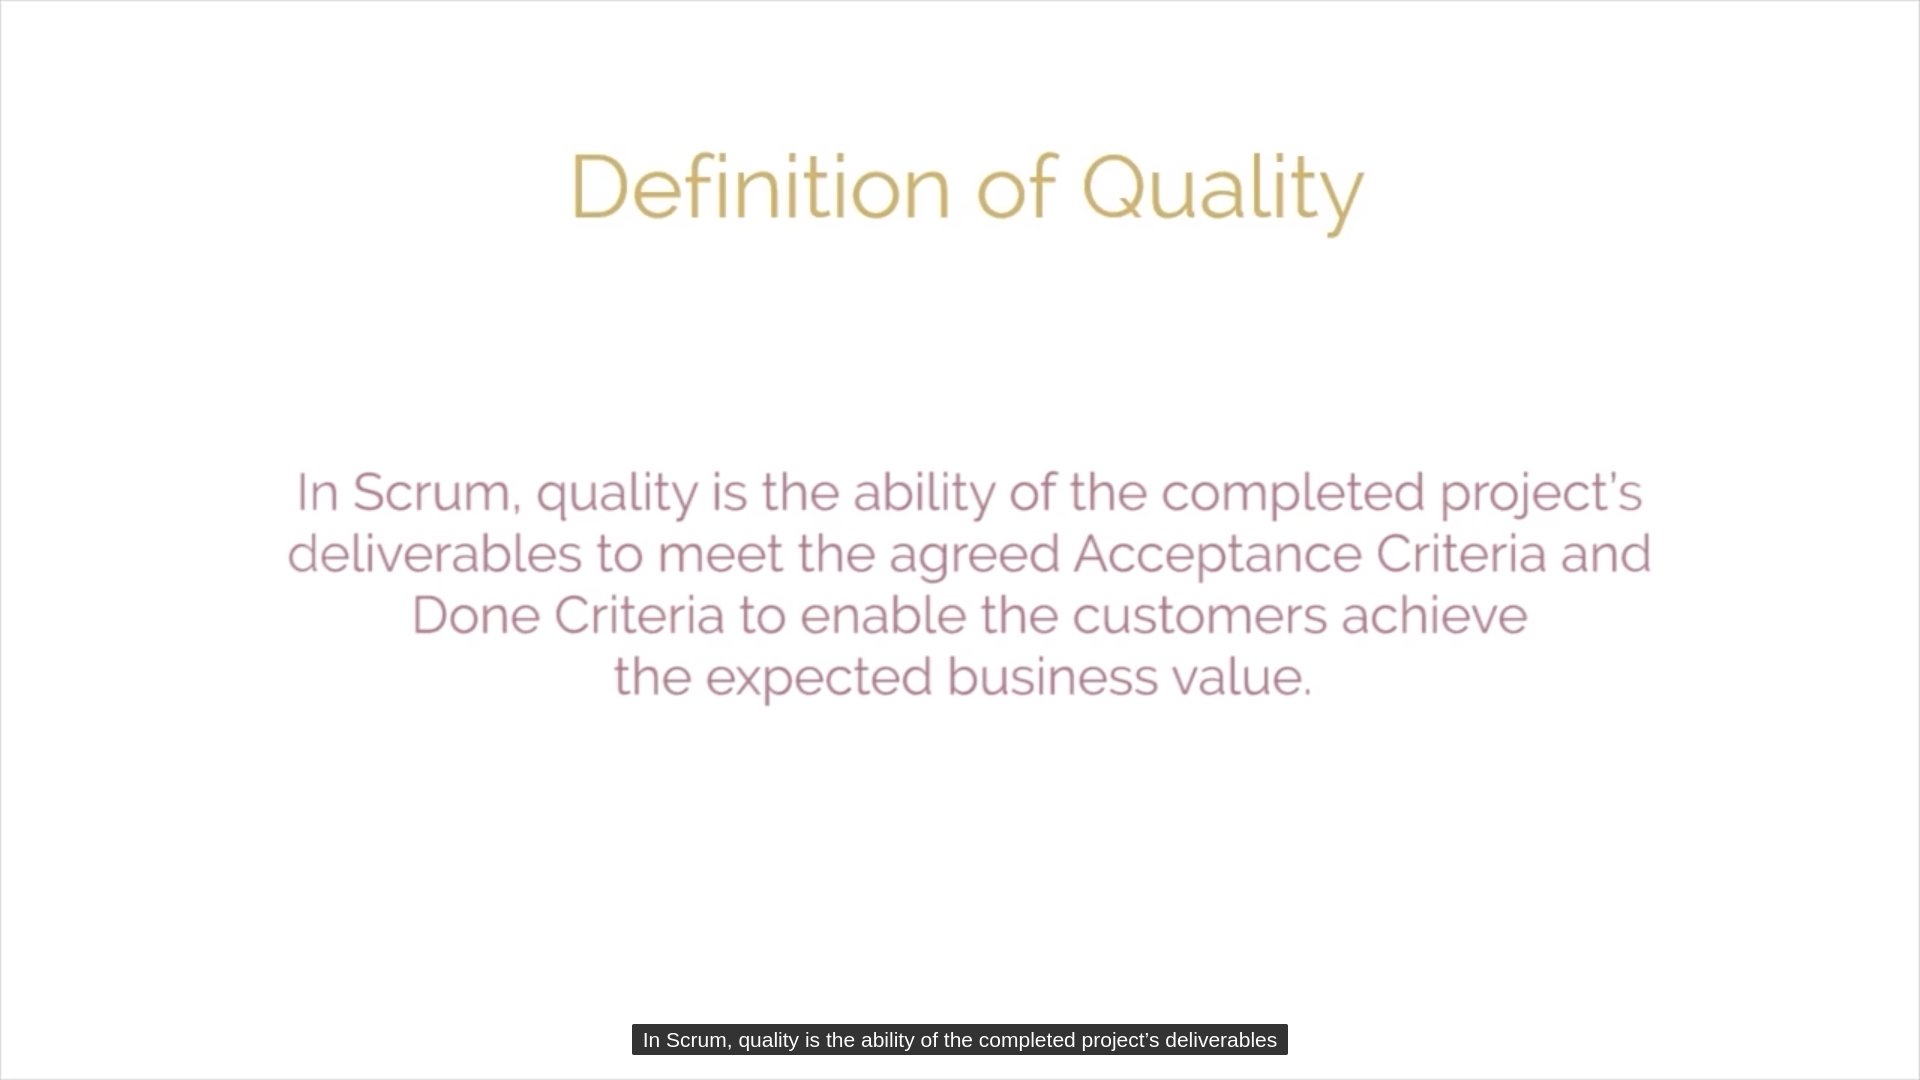 Definition of Quality
In Scrum, quality is the ability of the completed project’s
deliverables to meet the agreed Acceptance Criteria and
Done Criteria to enable the customers achieve
the expected business value.
In Scrum, quality is the ability of the completed project’s deliverables